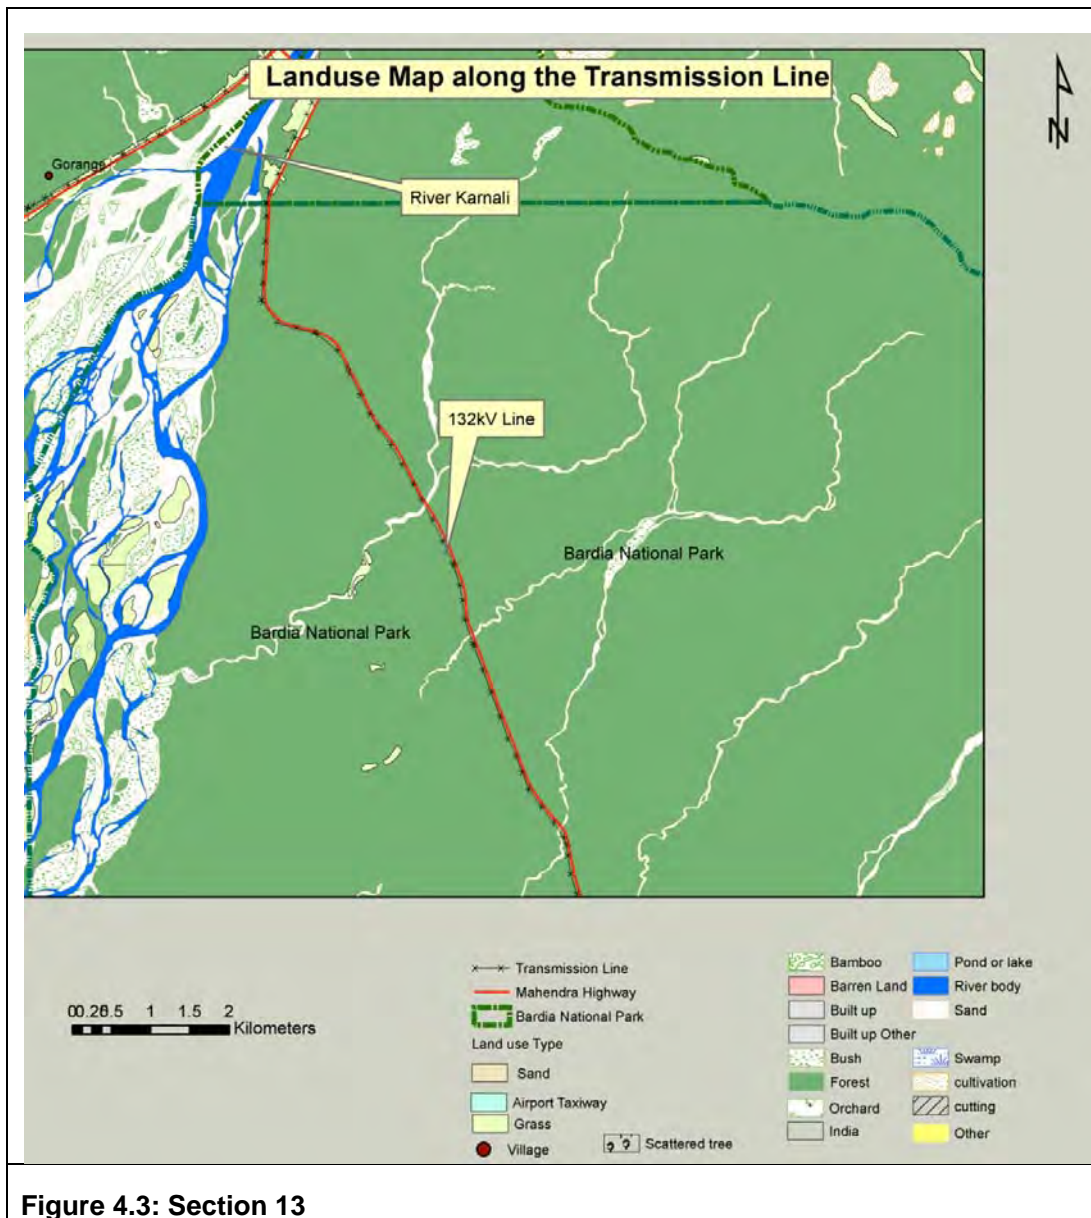 Landuse Map along the Transmission Line
N
Gorange
River Karnali
132kV Line
Bardia National Park
Bardia National Park
00.250.5 1 1.5 2
Kilometers
Transmission Line
Mahendra Highway
Bardia National Park
Land use Type
Sand
Airport Taxiway
Grass
Village
Scattered tree
Bamboo
Barren Land
Built up
Built up Other
Bush
Forest
Orchard
India
Pond or lake
River body
Sand
Swamp
cultivation
cutting
Other
Figure 4.3: Section 13